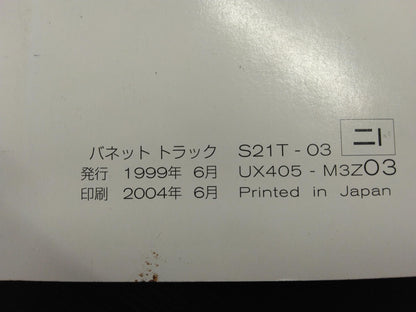 バネット トラック S21T - 03 ニ
発行 1999年 6月 UX405 - M3Z03
印刷 2004年 6月 Printed in Japan